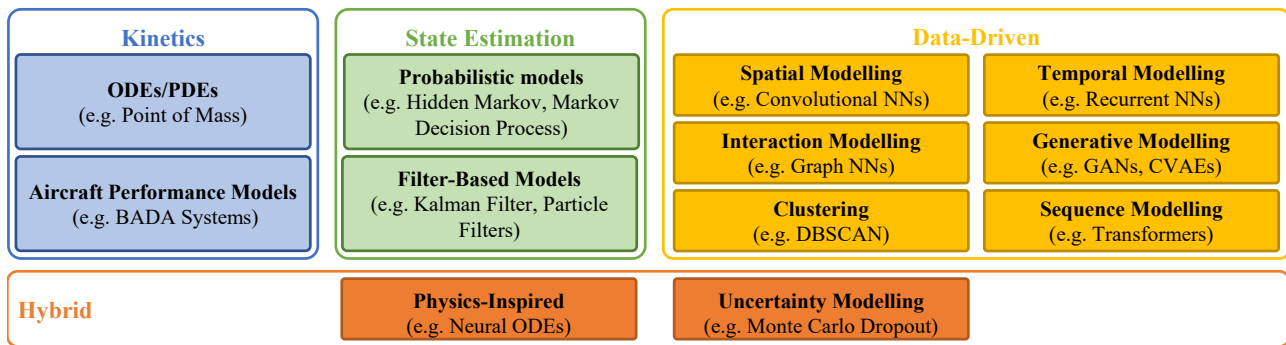 Kinetics
ODEs/PDEs
(e.g. Point of Mass)
Aircraft Performance Models
(e.g. BADA Systems)
State Estimation
Probabilistic models
(e.g. Hidden Markov, Markov
Decision Process)
Filter-Based Models
(e.g. Kalman Filter, Particle
Filters)
Data-Driven
Spatial Modelling
(e.g. Convolutional NNs)
Temporal Modelling
(e.g. Recurrent NNs)
Interaction Modelling
(e.g. Graph NNs)
Generative Modelling
(e.g. GANs, CVAEs)
Clustering
(e.g. DBSCAN)
Sequence Modelling
(e.g. Transformers)
Hybrid
Physics-Inspired
(e.g. Neural ODEs)
Uncertainty Modelling
(e.g. Monte Carlo Dropout)